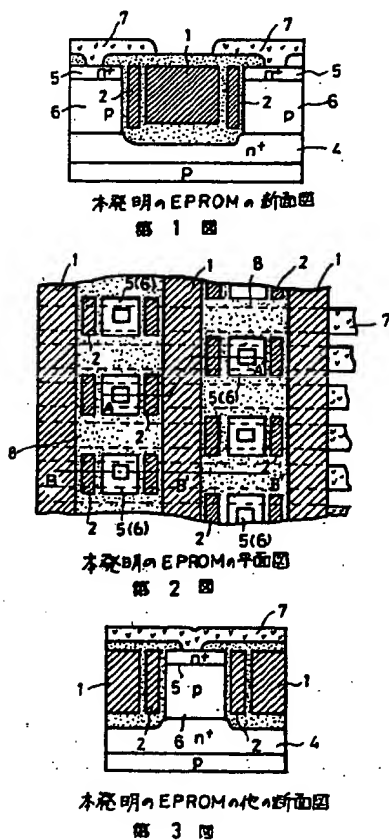 7 1 7
5 n+ 2 2 n+ 5
6 p p 6
n+ 4
p
本発明のEPROMの断面図
第 1 図
1 5(6) 1 8 2 1
7
2
A
5(6)
A 2
8
B B' 2 B'
2 5(6) 2 5(6)
本発明のEPROMの平面図
第 2 図
7
1 n+ 1
5 p
2 6 n+ 2 4
p
本発明のEPROMの他の断面図
第 3 図